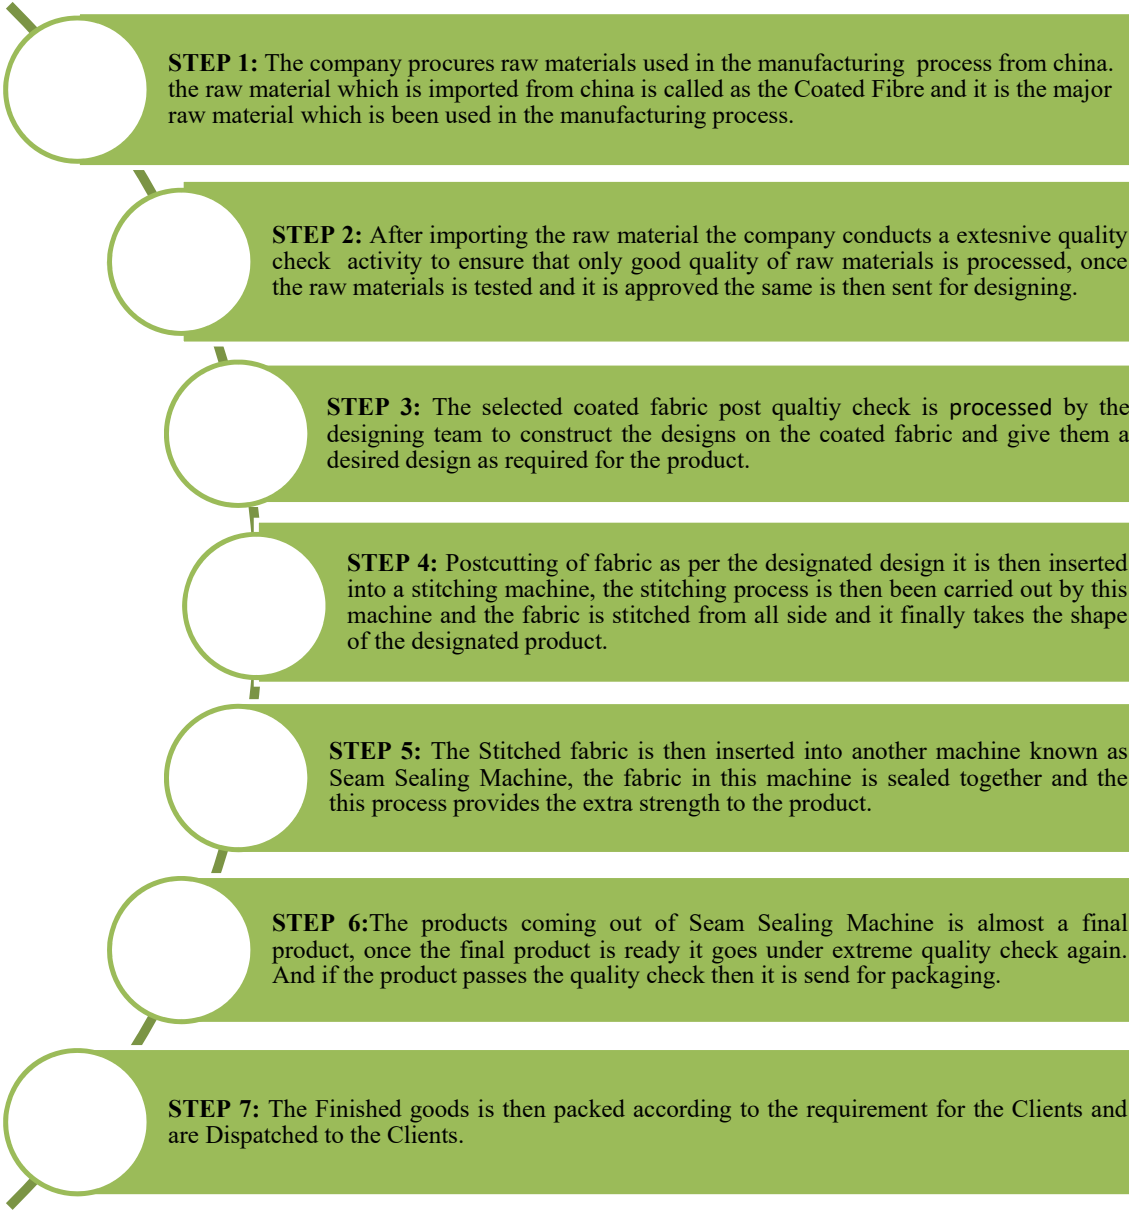 STEP 1: The company procures raw materials used in the manufacturing process from china.
the raw material which is imported from china is called as the Coated Fibre and it is the major
raw material which is been used in the manufacturing process.
STEP 2: After importing the raw material the company conducts a extesnive quality
check activity to ensure that only good quality of raw materials is processed, once
the raw materials is tested and it is approved the same is then sent for designing.
STEP 3: The selected coated fabric post qualtiy check is processed by the
designing team to construct the designs on the coated fabric and give them a
desired design as required for the product.
STEP 4: Postcutting of fabric as per the designated design it is then inserted
into a stitching machine, the stitching process is then been carried out by this
machine and the fabric is stitched from all side and it finally takes the shape
of the designated product.
STEP 5: The Stitched fabric is then inserted into another machine known as
Seam Sealing Machine, the fabric in this machine is sealed together and the
this process provides the extra strength to the product.
STEP 6:The products coming out of Seam Sealing Machine is almost a final
product, once the final product is ready it goes under extreme quality check again.
And if the product passes the quality check then it is send for packaging.
STEP 7: The Finished goods is then packed according to the requirement for the Clients and
are Dispatched to the Clients.